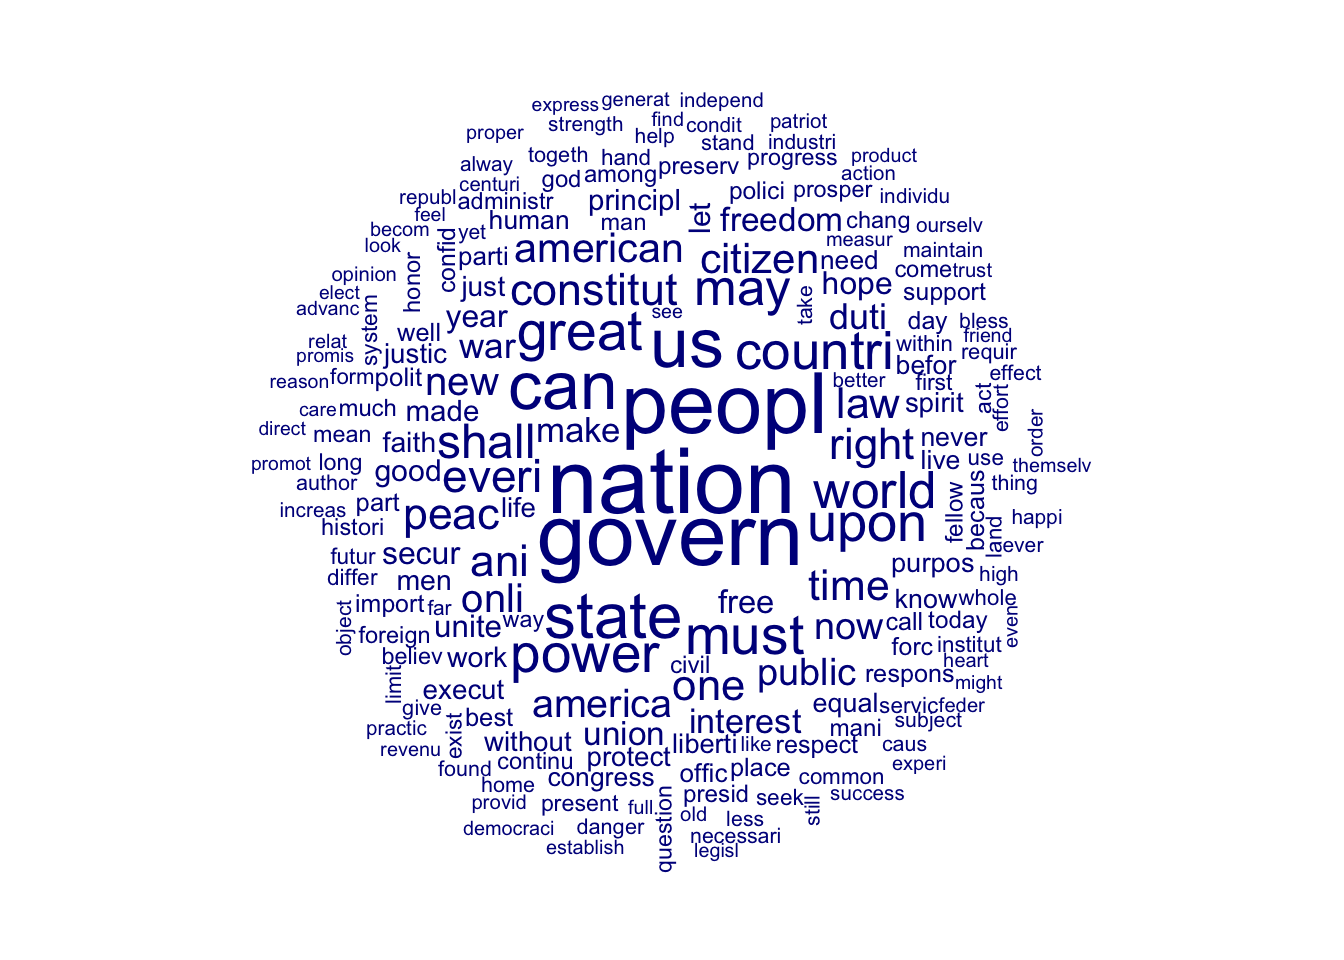 express generat independ
proper strength find condit patriot
help stand industri
alway togeth hand among preserv progress product
centuri god action
republ administr principl let polici prosper individu
feel human man freedom chang ourselv
becom yet confid american citizen measur maintain
look parti need come trust
opinion honor just constitut may hope support
elect see take
advanc system well year great us duti day bless
relat justic war countri within friend
promis befor requir
reason form polit new can peopl better first effect
care much made law spirit act effort
direct mean faith shall make right never order
promot long good everi nation live use themselv
author world thing
increas part peac life upon fellow becaus happi
histori govern land ever
futur secur ani purpos high
differ men time
import far onli state free know whole
object foreign unite way must now call today evene
believ work power civil forc institut heart
limit execut one public respons might
give america equal servic feder
practic best interest mani subject
revenu exist without union liberti like respect caus
found continu protect offic place common experi
home congress
provid present full question presid seek still success
democraci danger old less
establish necessari
legisl